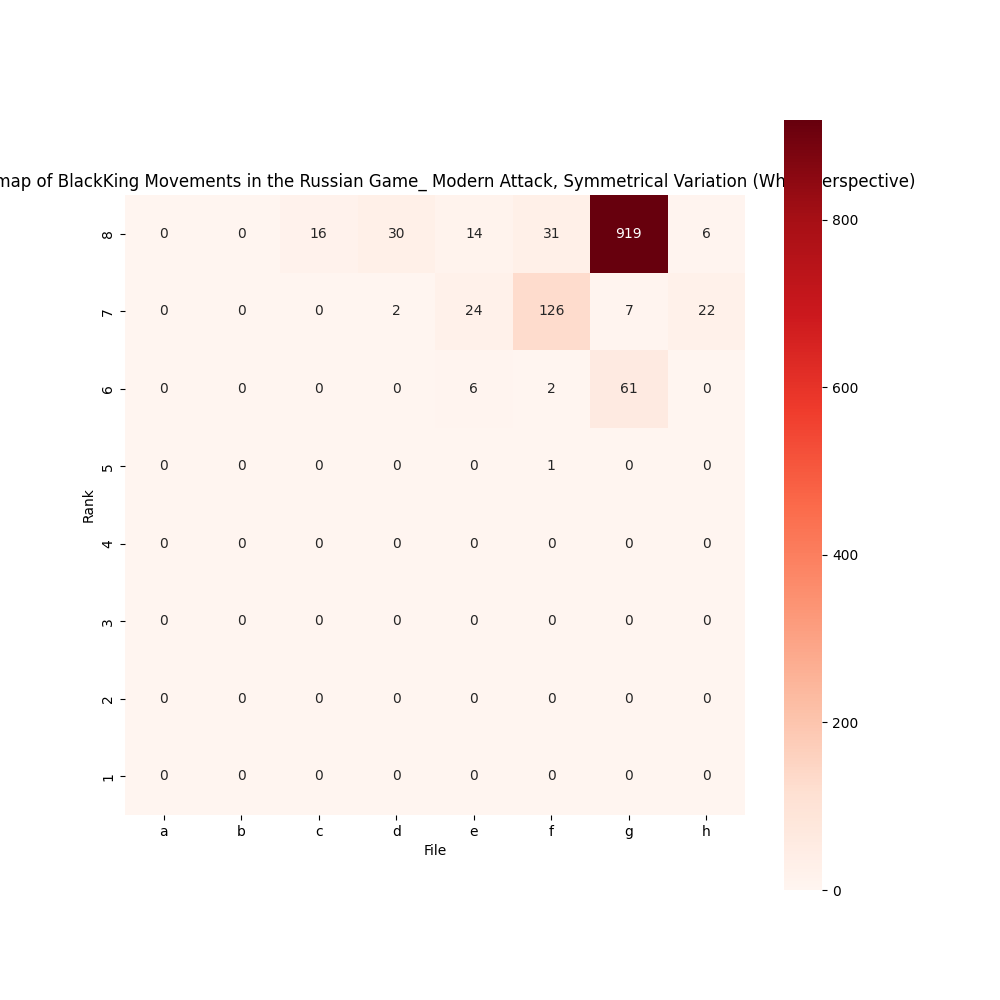 map of BlackKing Movements in the Russian Game_ Modern Attack, Symmetrical Variation (Wh erspective)
8 0 0 16 30 14 31 919 6
7 0 0 0 2 24 126 7 22
6 0 0 0 0 6 2 61 0
5 0 0 0 0 0 1 0 0
4 0 0 0 0 0 0 0 0
3 0 0 0 0 0 0 0 0
2 0 0 0 0 0 0 0 0
1 0 0 0 0 0 0 0 0
Rank
a b c d e f g h
File
800
600
400
200
0